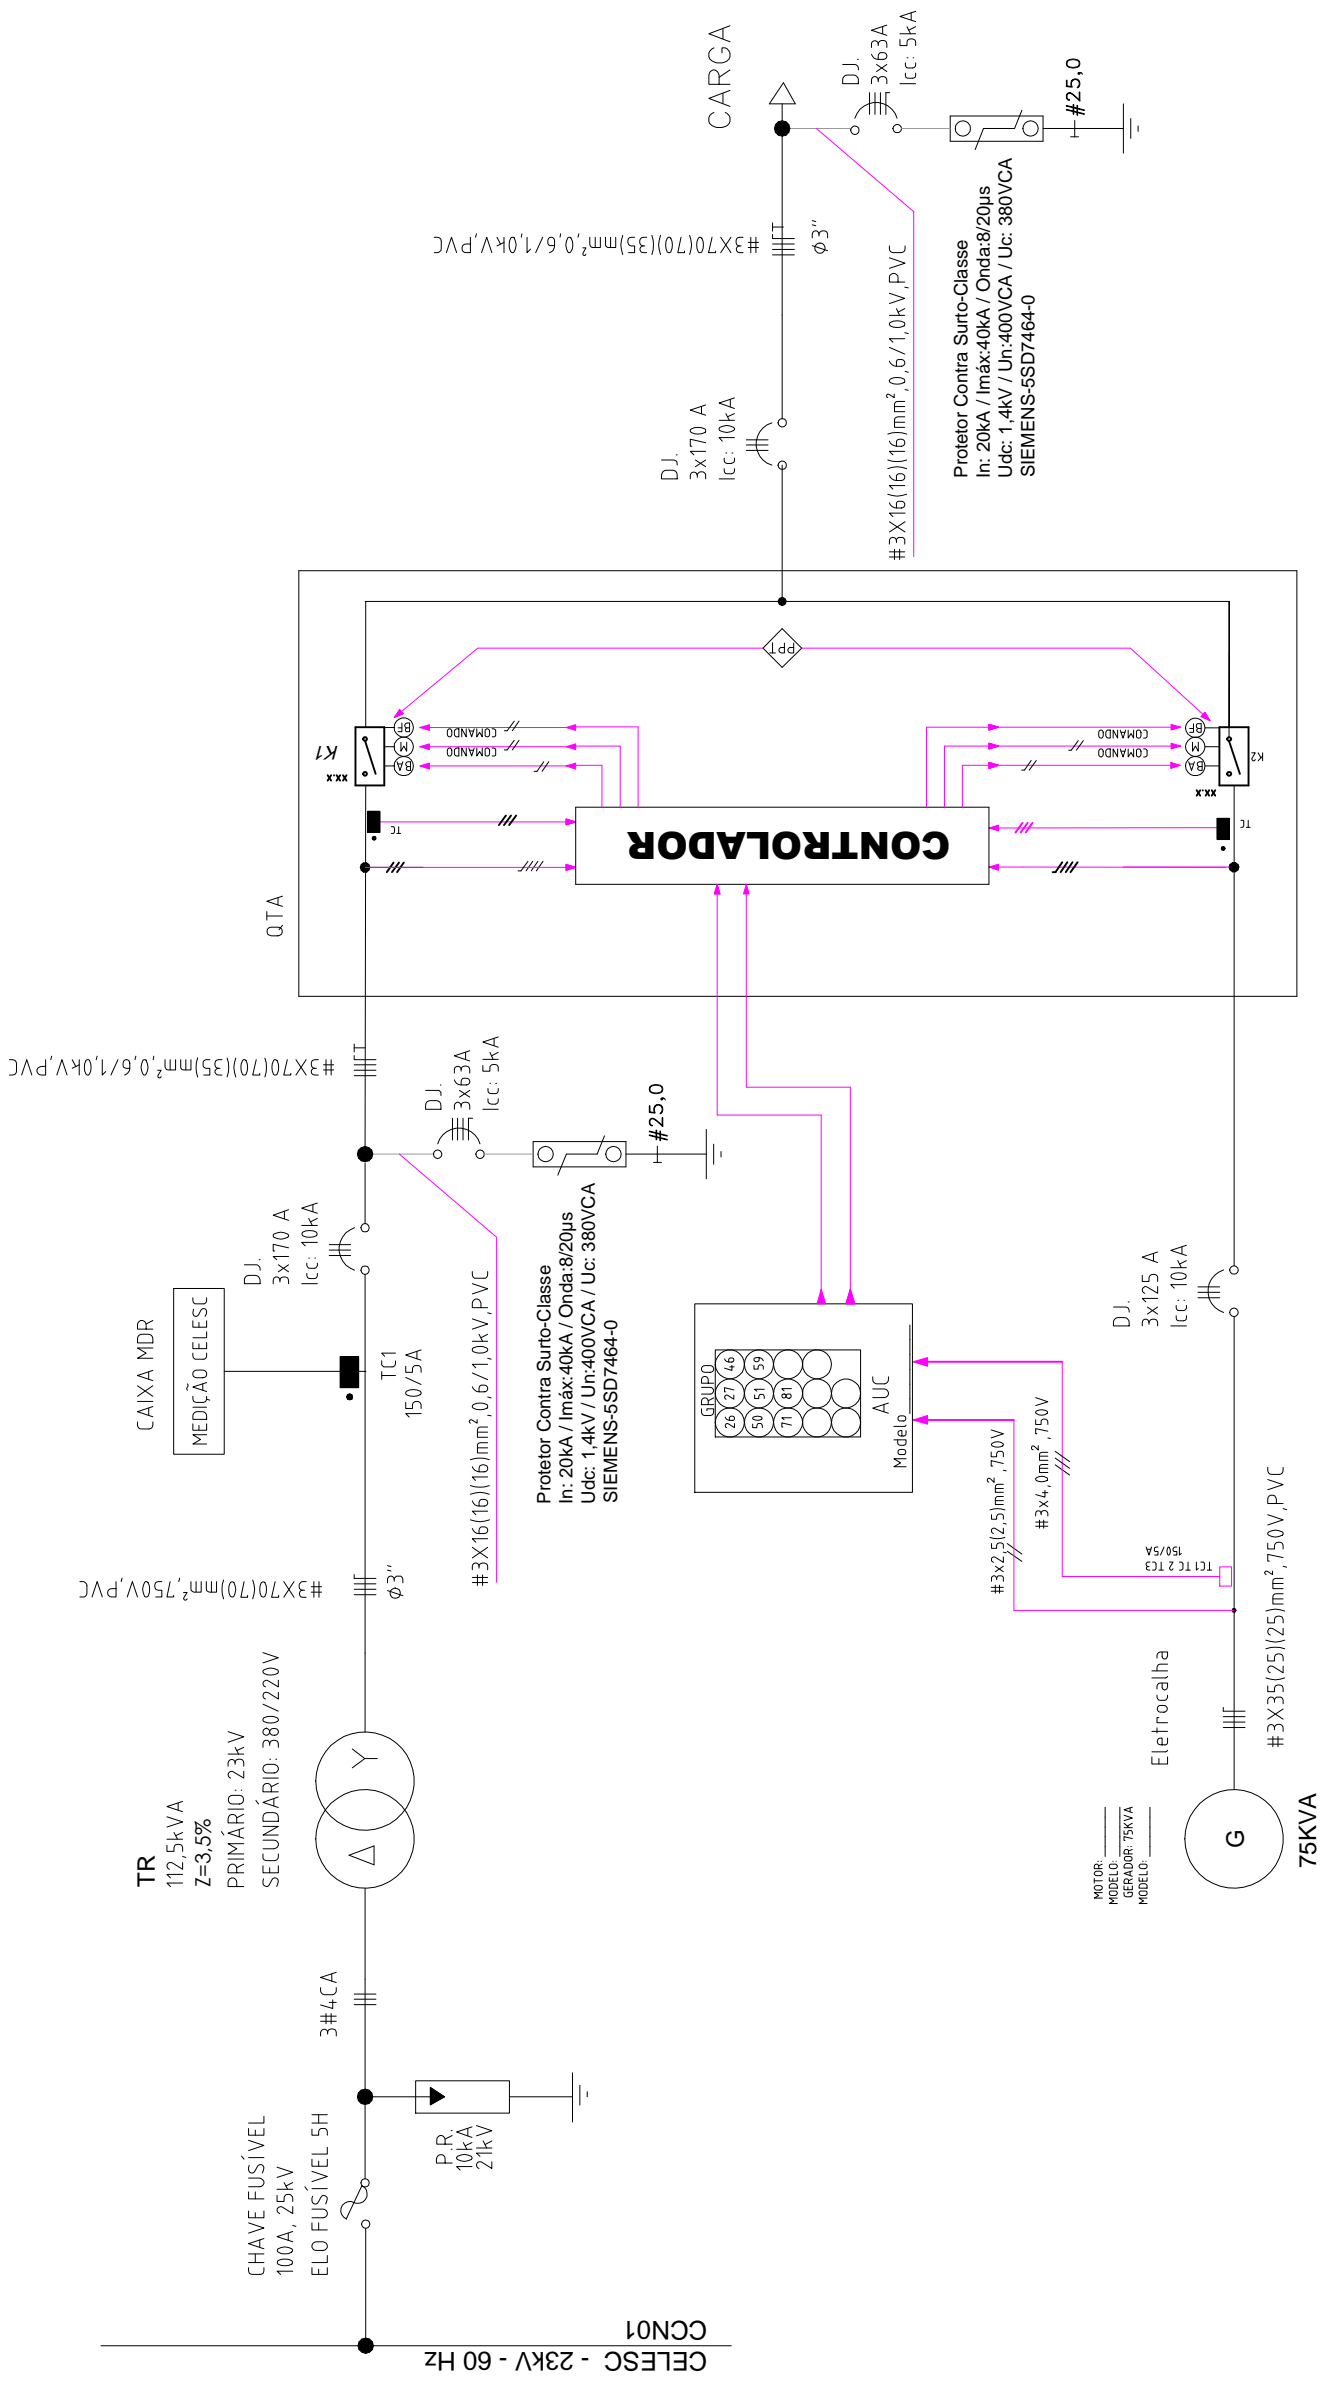 CELESC - 23kV - 60 Hz
CCN01
CHAVE FUSÍVEL
100A, 25kV
ELO FUSÍVEL 5H
P.R.
10kA
21kV
3#4CA
TR
112,5kVA
Z=3,5%
PRIMÁRIO: 23kV
SECUNDÁRIO: 380/220V
#3X70(70)mm²,750V,PVC
φ3"
CAIXA MDR
MEDIÇÃO CELESC
TC1
150/5A
DJ.
3x170 A
Icc: 10kA
#3X16(16)(16)mm²,0,6/1,0kV,PVC
DJ.
3x63A
Icc: 5kA
Protetor Contra Surto-Classe
In: 20kA / Imáx:40kA / Onda:8/20µs
Udc: 1,4kV / Un:400VCA / Uc: 380VCA
SIEMENS-5SD7464-0
#25,0
#3X70(70)(35)mm²,0,6/1,0kV,PVC
QTA
TC
xx.x
K1
BA
M
BF
COMANDO
COMANDO
CONTROLADOR
PPT
TC
xx.x
K2
BA
M
BF
COMANDO
COMANDO
DJ.
3x170 A
Icc: 10kA
#3X70(70)(35)mm²,0,6/1,0kV,PVC
φ3"
CARGA
#3X16(16)(16)mm²,0,6/1,0kV,PVC
DJ.
3x63A
Icc: 5kA
Protetor Contra Surto-Classe
In: 20kA / Imáx:40kA / Onda:8/20µs
Udc: 1,4kV / Un:400VCA / Uc: 380VCA
SIEMENS-5SD7464-0
#25,0
GRUPO
26 27 46
50 51 59
71 81
AUC
Modelo
#3x2,5(2,5)mm²,750V
#3x4,0mm²,750V
TC1 TC 2 TC3
150/5A
MOTOR:
MODELO:
GERADOR: 75KVA
MODELO:
G
75KVA
Eletrocalha
#3X35(25)(25)mm²,750V,PVC
DJ.
3x125 A
Icc: 10kA